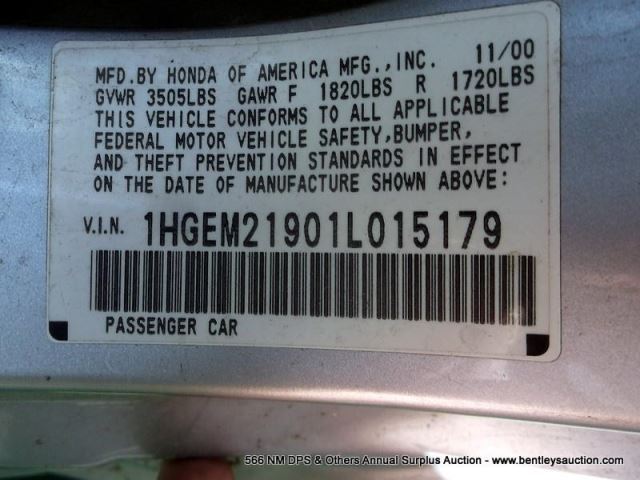 11/00
MFD.BY HONDA OF AMERICA MFG.,INC.
GVWR 3505LBS GAWR F 1820LBS R 1720LBS
THIS VEHICLE CONFORMS TO ALL APPLICABLE
FEDERAL MOTOR VEHICLE SAFETY,BUMPER,
AND THEFT PREVENTION STANDARDS IN EFFECT
ON THE DATE OF MANUFACTURE SHOWN ABOVE:
V.I.N. 1HGEM21901L015179
PASSENGER CAR
566 NM DPS & Others Annual Surplus Auction - www.bentleysauction.com